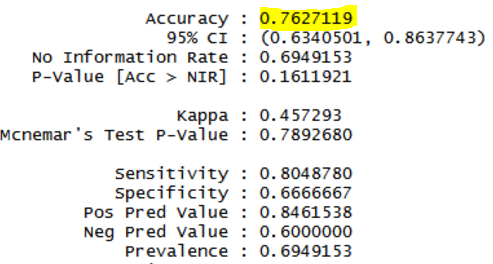 Accuracy : 0.7627119
95% CI : (0.6340501, 0.8637743)
No Information Rate : 0.6949153
P-Value [Acc > NIR] : 0.1611921
Kappa : 0.457293
Mcnemar's Test P-Value : 0.7892680
Sensitivity : 0.8048780
Specificity : 0.6666667
Pos Pred Value : 0.8461538
Neg Pred Value : 0.6000000
Prevalence : 0.6949153